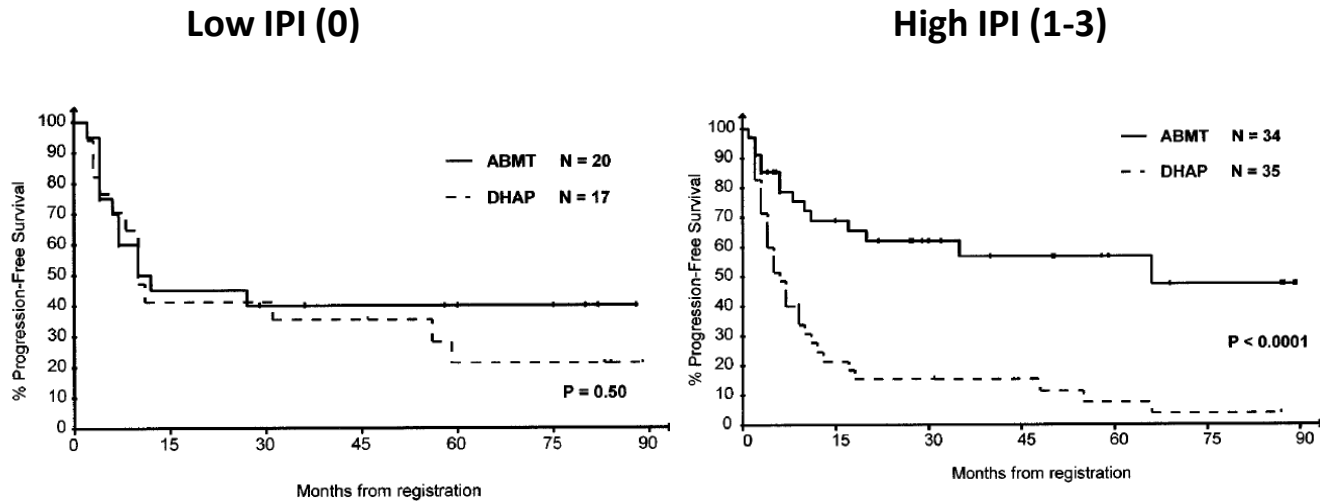 Low IPI (0)
100
90
80
70
60
50
40
30
20
10
0
% Progression-Free Survival
ABMT N = 20
DHAP N = 17
P = 0.50
0 15 30 45 60 75 90
Months from registration
High IPI (1-3)
100
90
80
70
60
50
40
30
20
10
0
% Progression-Free Survival
ABMT N = 34
DHAP N = 35
P < 0.0001
0 15 30 45 60 75 90
Months from registration